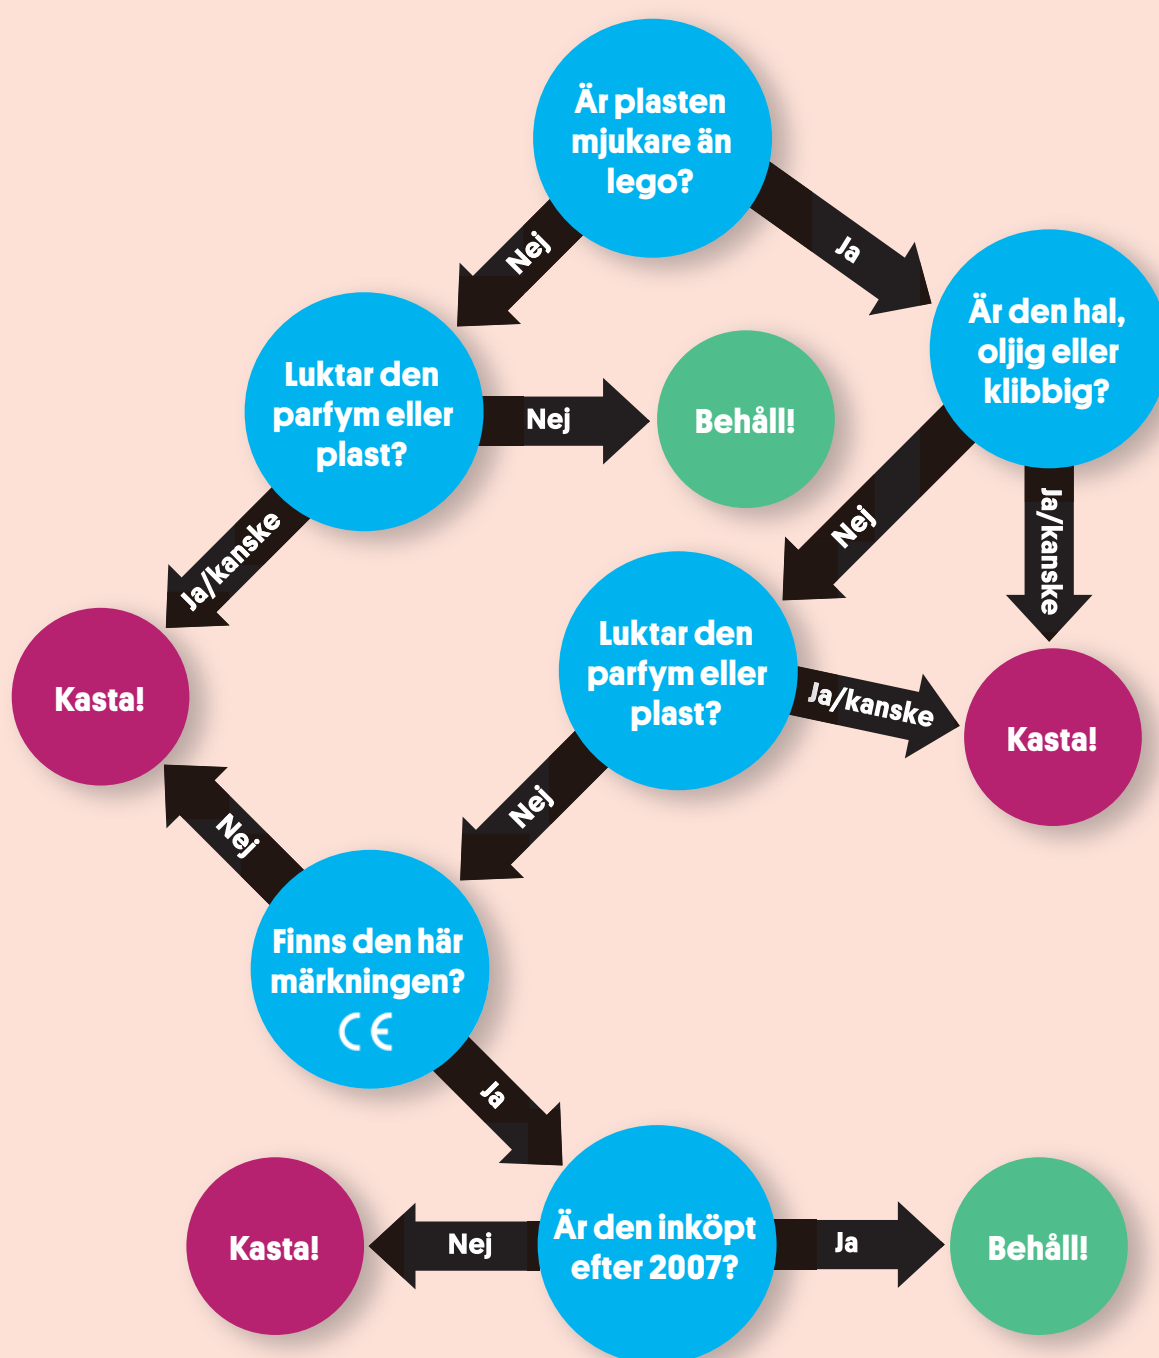 Är plasten
mjukare än
lego?
Nej
Ja
Är den hal,
oljig eller
klibbig?
Luktar den
parfym eller
plast?
Nej
Behåll!
Ja/kanske
Nej
Ja/kanske
Kasta!
Luktar den
parfym eller
plast?
Ja/kanske
Kasta!
Nej
Nej
Finns den här
märkningen?
CE
Ja
Är den inköpt
efter 2007?
Nej
Kasta!
Ja
Behåll!